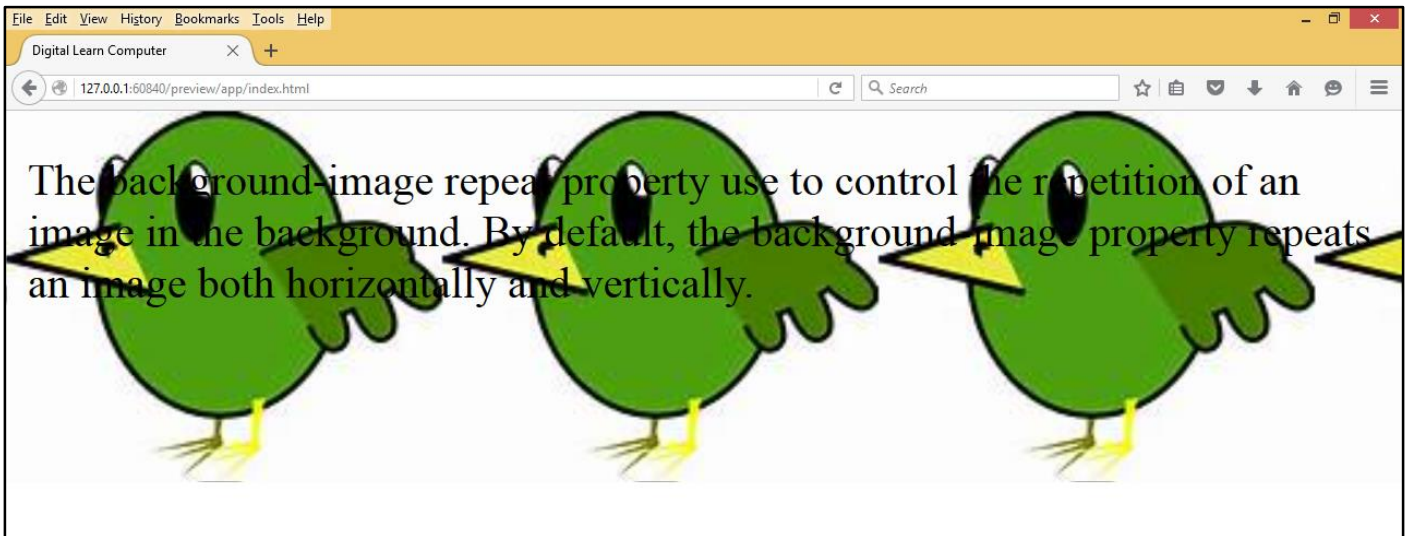 File Edit View History Bookmarks Tools Help
Digital Learn Computer
127.0.0.1:60840/preview/app/index.html
Search
The background-image repeat property use to control the repetition of an
image in the background. By default, the background-image property repeats
an image both horizontally and vertically.